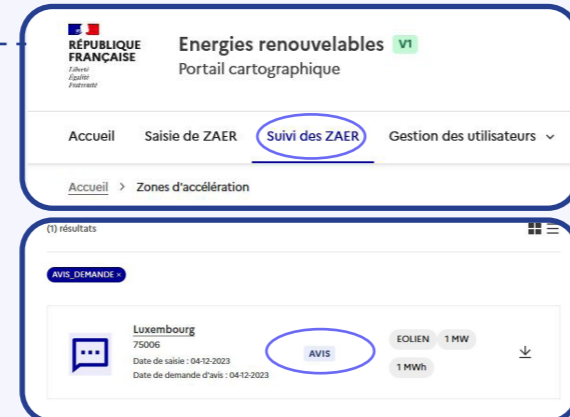 RÉPUBLIQUE
FRANÇAISE
Liberté
Égalité
Fraternité
Energies renouvelables V1
Portail cartographique
Accueil Saisie de ZAER Suivi des ZAER Gestion des utilisateurs
Accueil > Zones d'accélération
(1) résultats
AVIS_DEMANDE ×
Luxembourg
75006
Date de saisie : 04-12-2023
Date de demande d'avis : 04-12-2023
AVIS
EOLIEN 1 MW
1 MWh